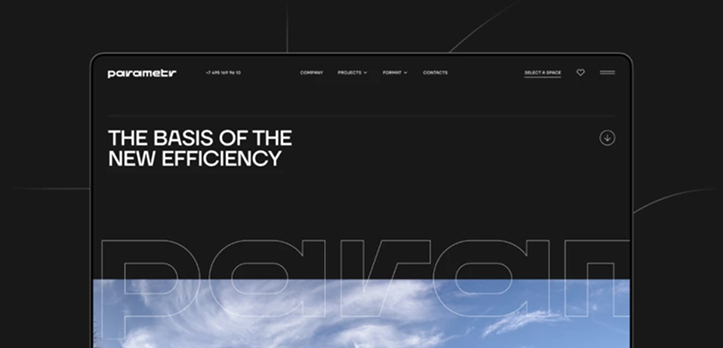 parametr
+7 495 169 96 10
COMPANY
PROJECTS
FORMAT
CONTACTS
SELECT A SPACE
THE BASIS OF THE
NEW EFFICIENCY
param